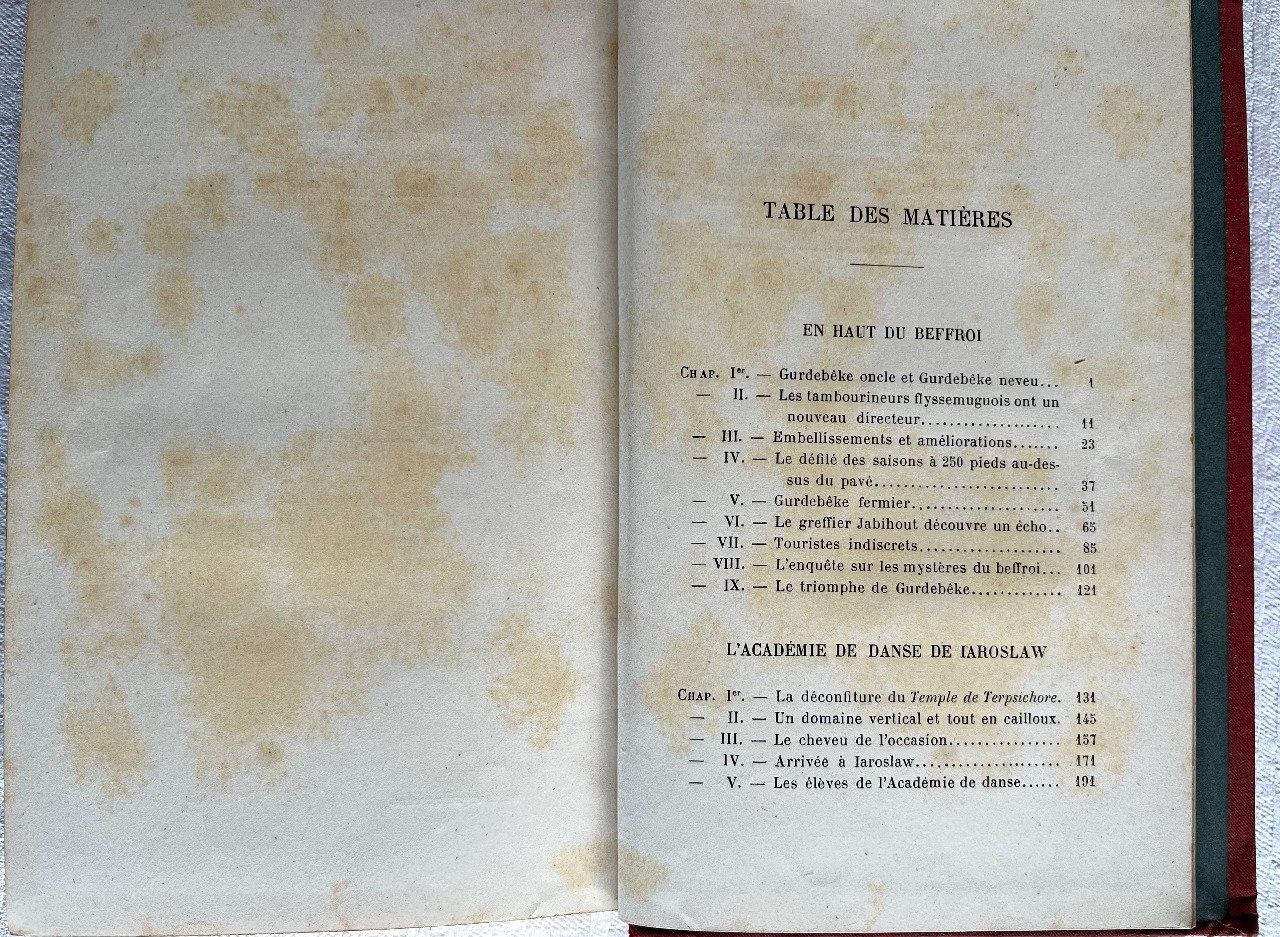 TABLE DES MATIÈRES
EN HAUT DU BEFFROI
CHAP. Ier. — Gurdebêke oncle et Gurdebêke neveu... 1
— II. — Les tambourineurs flyssemuguois ont un
nouveau directeur................... 11
— III. — Embellissements et améliorations....... 23
— IV. — Le défilé des saisons à 250 pieds au-des-
sus du pavé......................... 37
— V. — Gurdebêke fermier.................... 51
— VI. — Le greffier Jabihout découvre un écho.. 65
— VII. — Touristes indiscrets.................... 85
— VIII. — L'enquête sur les mystères du beffroi... 101
— IX. — Le triomphe de Gurdebêke............. 121
L'ACADÉMIE DE DANSE DE IAROSLAW
CHAP. Ier. — La déconfiture du Temple de Terpsichore. 131
— II. — Un domaine vertical et tout en cailloux. 145
— III. — Le cheveu de l'occasion................ 157
— IV. — Arrivée à Iaroslaw..................... 171
— V. — Les élèves de l'Académie de danse...... 191